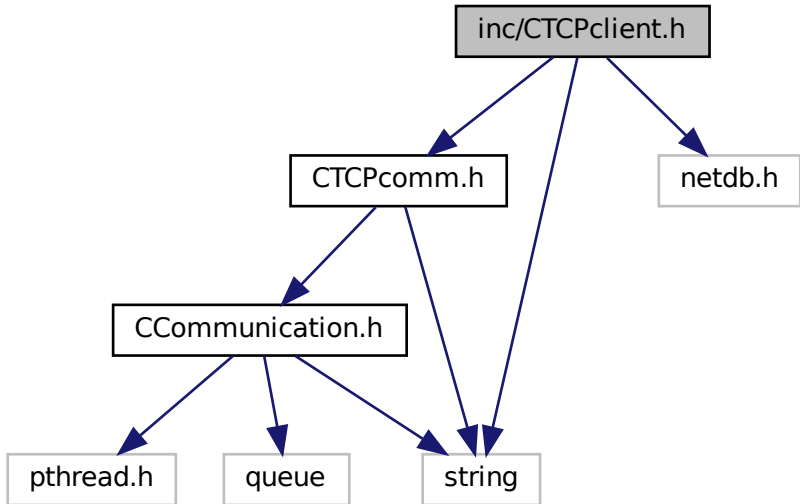 inc/CTCPclient.h
CTCPcomm.h
netdb.h
CCommunication.h
pthread.h
queue
string